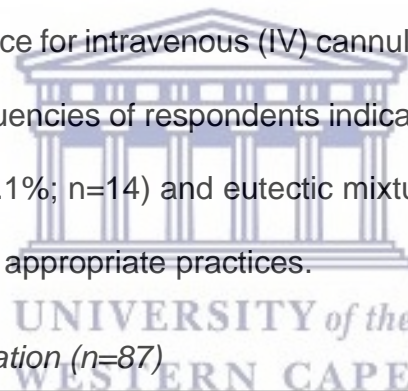 ce for intravenous (IV) cannul
uencies of respondents indica
.1%; n=14) and eutectic mixtu
appropriate practices.
UNIVERSITY of the
ation (n=87)
WESTERN CAPE